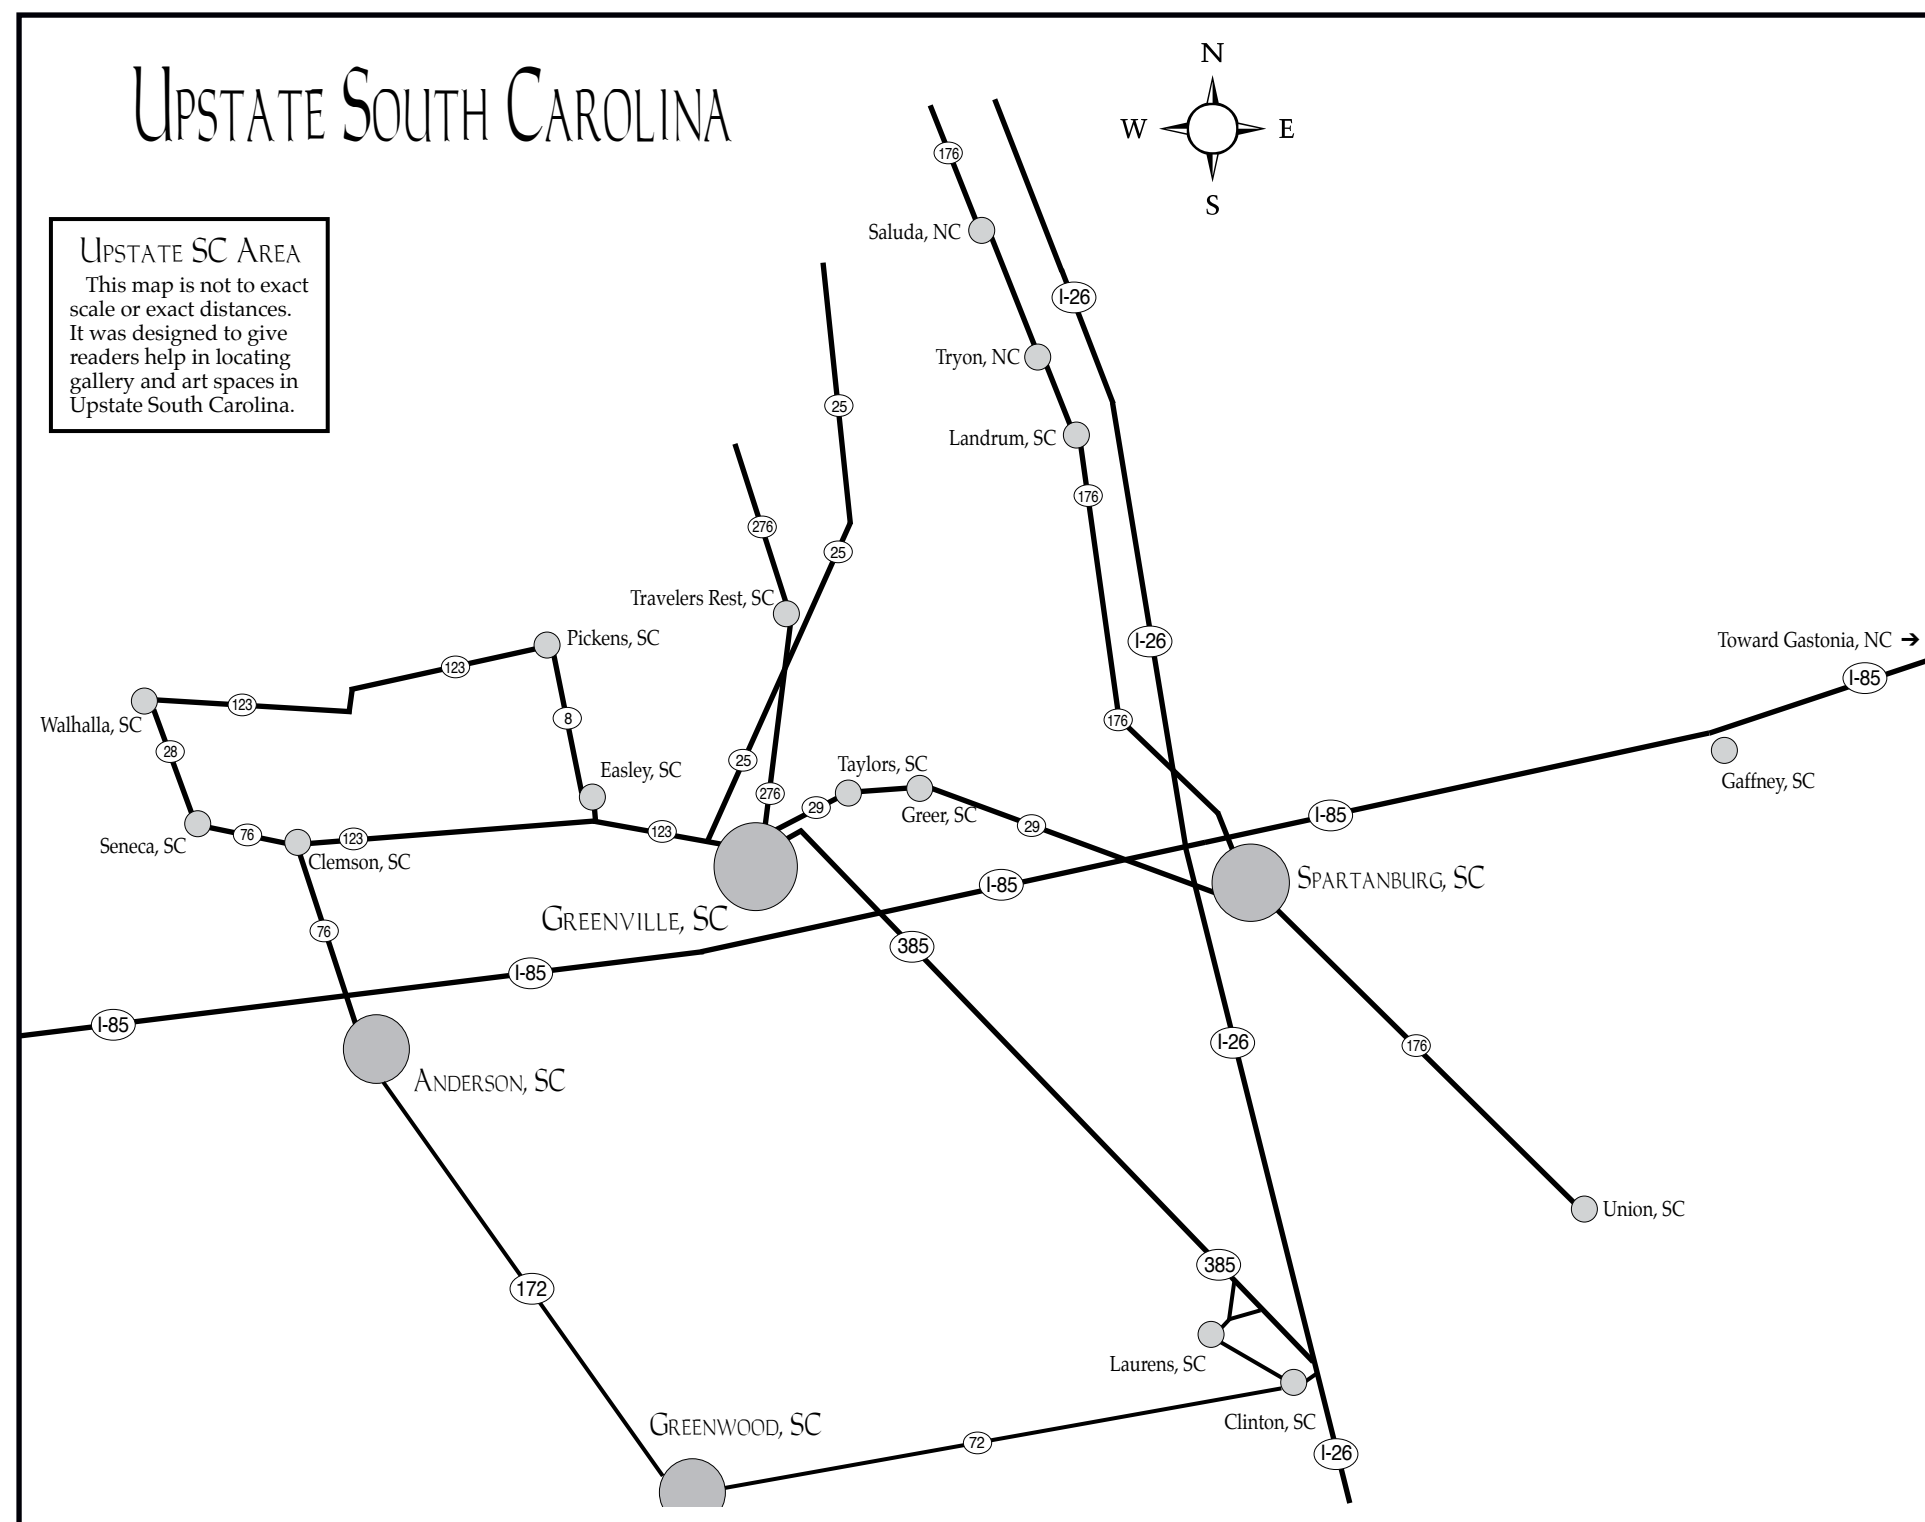 UPSTATE SOUTH CAROLINA
N
W
E
S
UPSTATE SC AREA
This map is not to exact
scale or exact distances.
It was designed to give
readers help in locating
gallery and art spaces in
Upstate South Carolina.
176
Saluda, NC
I-26
Tryon, NC
25
Landrum, SC
176
276
25
Travelers Rest, SC
Pickens, SC
I-26
Toward Gastonia, NC ➔
123
I-85
123
Walhalla, SC
8
176
28
25
Taylors, SC
Gaffney, SC
Easley, SC
276
29
Greer, SC
29
I-85
Seneca, SC
76
123
123
Clemson, SC
GREENVILLE, SC
I-85
SPARTANBURG, SC
76
385
I-85
I-85
I-26
176
ANDERSON, SC
Union, SC
385
172
Laurens, SC
GREENWOOD, SC
Clinton, SC
72
I-26